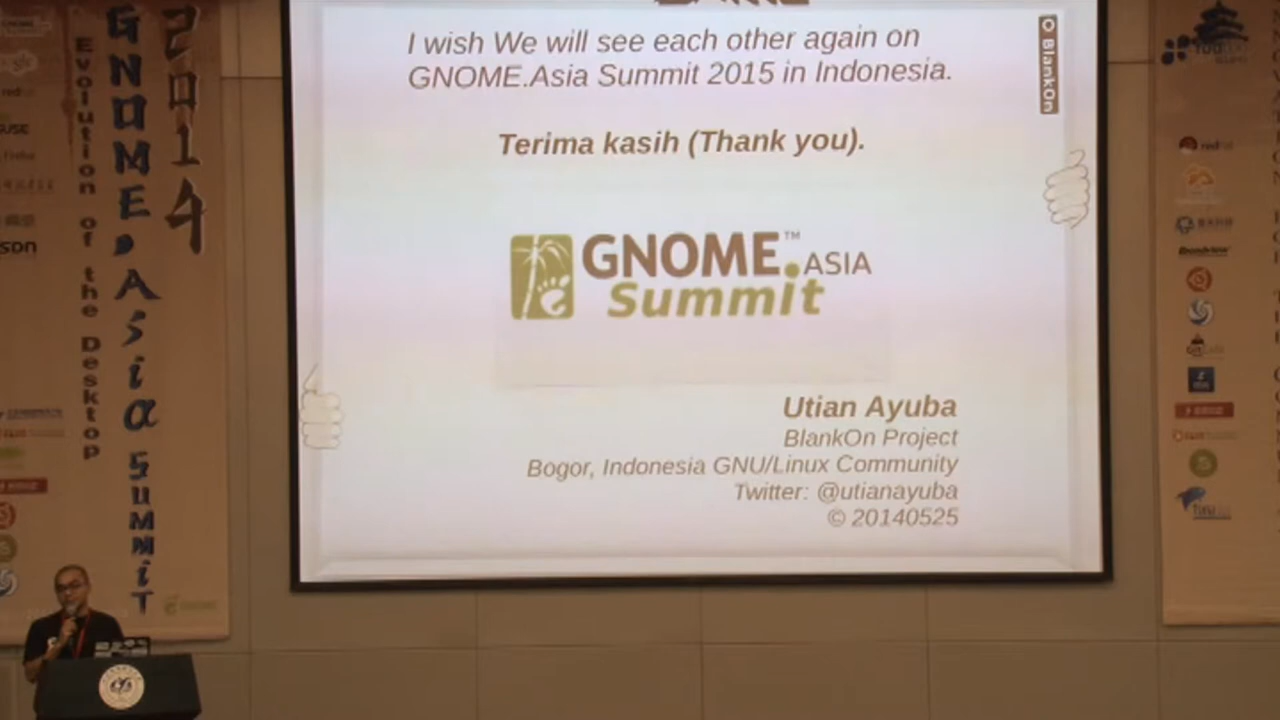 2014
GNOME.Asia SUMMiT
Evolution of the Desktop
I wish We will see each other again on
GNOME.Asia Summit 2015 in Indonesia.
Terima kasih (Thank you).
GNOME.™ASIA
Summit
Utian Ayuba
BlankOn Project
Bogor, Indonesia GNU/Linux Community
Twitter: @utianayuba
© 20140525
BlankOn